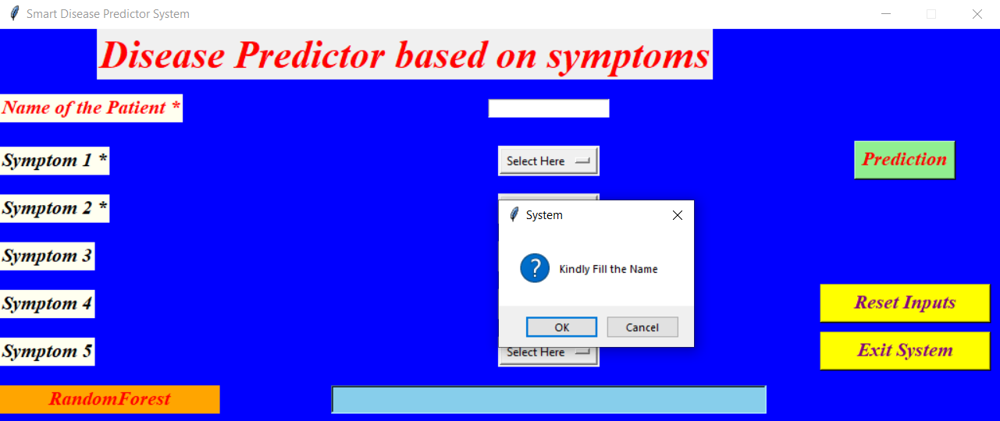 Smart Disease Predictor System
Disease Predictor based on symptoms
Name of the Patient *
Symptom 1 *
Select Here
Prediction
Symptom 2 *
System
Symptom 3
Kindly Fill the Name
Symptom 4
Reset Inputs
OK
Cancel
Symptom 5
Select Here
Exit System
RandomForest